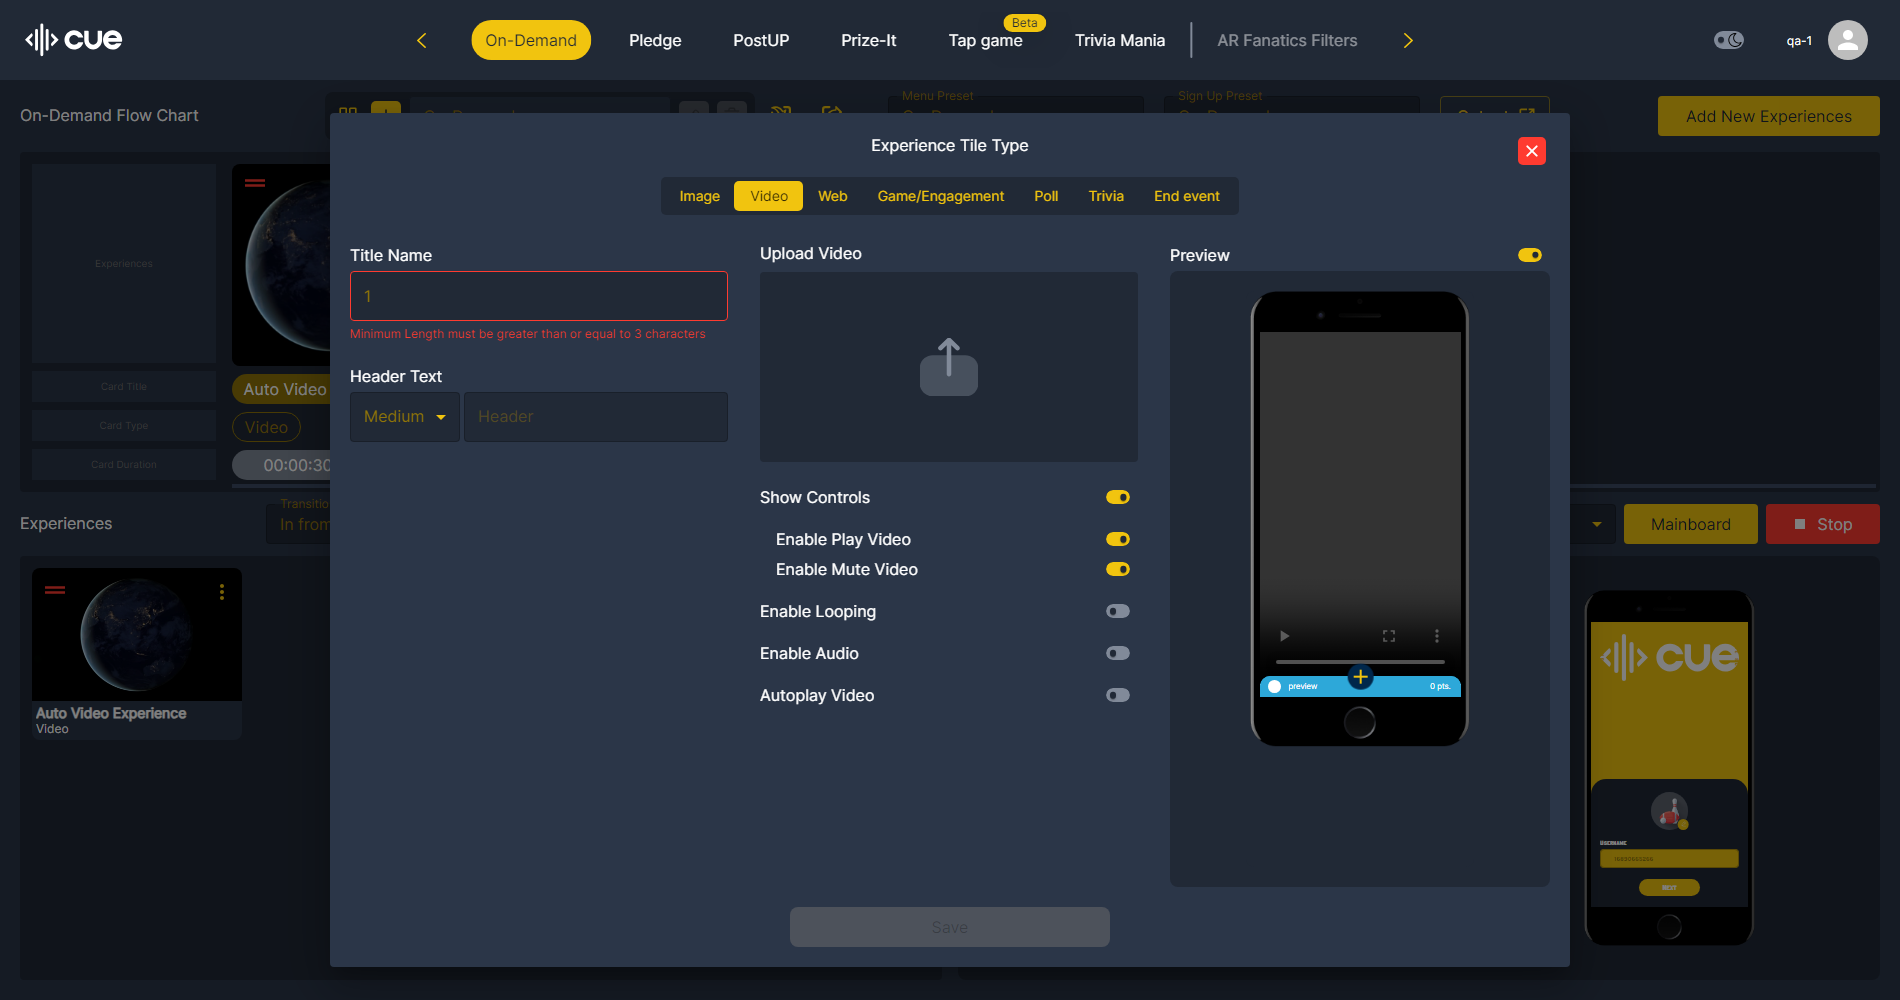 cue
On-Demand
Pledge
PostUP
Prize-It
Beta
Tap game
Trivia Mania
AR Fanatics Filters
qa-1
On-Demand Flow Chart
Menu Preset
Sign Up Preset
Add New Experiences
Experience Tile Type
Image
Video
Web
Game/Engagement
Poll
Trivia
End event
Experiences
Card Title
Card Type
Card Duration
Auto Video
Video
00:00:30
Title Name
1
Minimum Length must be greater than or equal to 3 characters
Header Text
Medium
Header
Upload Video
Show Controls
Enable Play Video
Enable Mute Video
Enable Looping
Enable Audio
Autoplay Video
Preview
preview
0 pts.
Save
Experiences
Transitio
In from
Mainboard
Stop
Auto Video Experience
Video
cue
USERNAME
NEXT